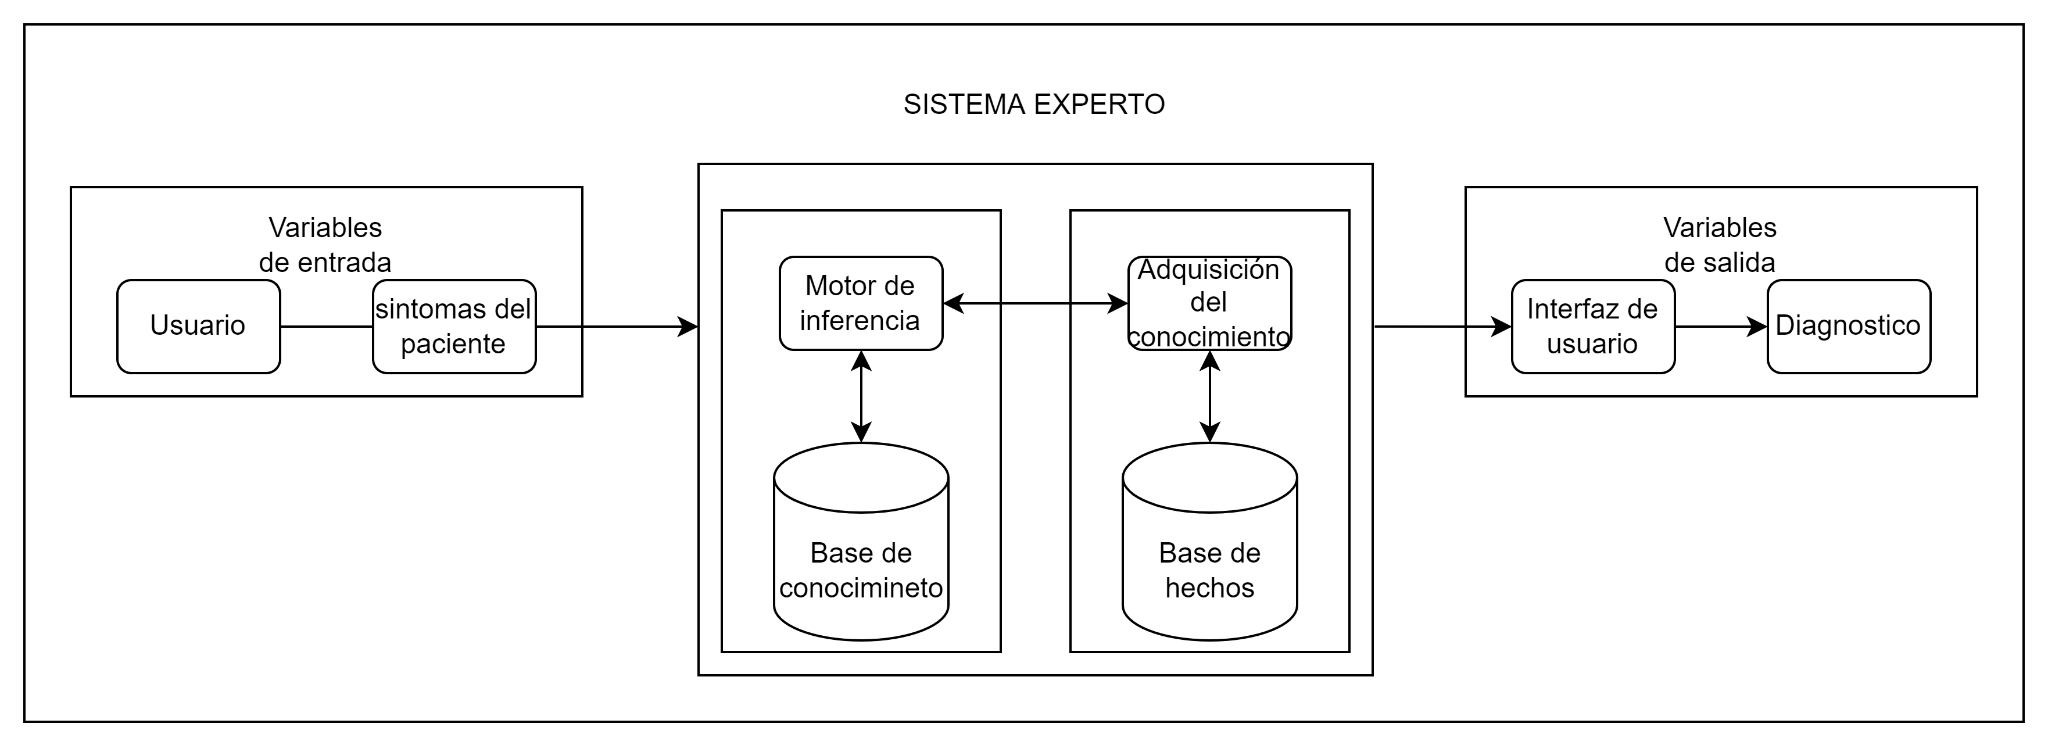 SISTEMA EXPERTO
Variables
de entrada
Usuario
sintomas del
paciente
Motor de
inferencia
Adquisición
del
conocimiento
Base de
conocimineto
Base de
hechos
Variables
de salida
Interfaz de
usuario
Diagnostico